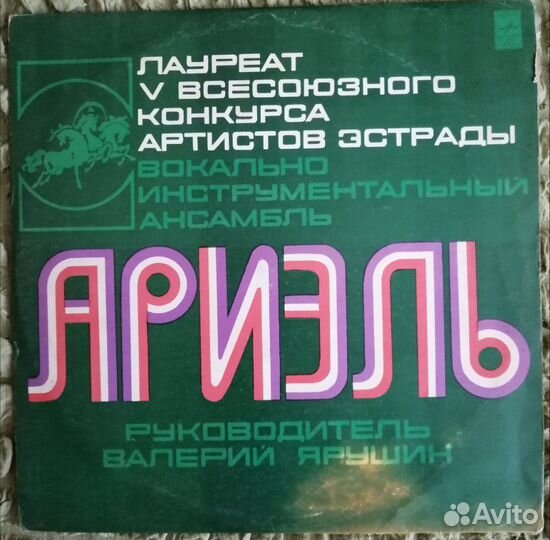 ЛАУРЕАТ
V ВСЕСОЮЗНОГО
КОНКУРСА
АРТИСТОВ ЭСТРАДЫ
ВОКАЛЬНО
ИНСТРУМЕНТАЛЬНЫЙ
АНСАМБЛЬ
АРИЭЛЬ
РУКОВОДИТЕЛЬ
ВАЛЕРИЙ ЯРУШИН
Avito